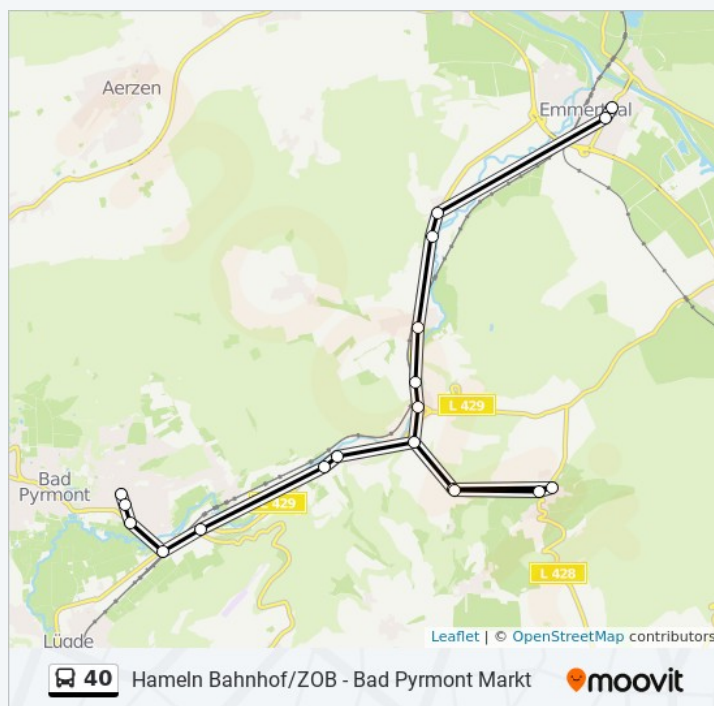 Aerzen
Emmerthal
L 429
Bad
Pyrmont
L 429
L 428
Lügde
Leaflet | © OpenStreetMap contributors
40 Hameln Bahnhof/ZOB - Bad Pyrmont Markt moovit